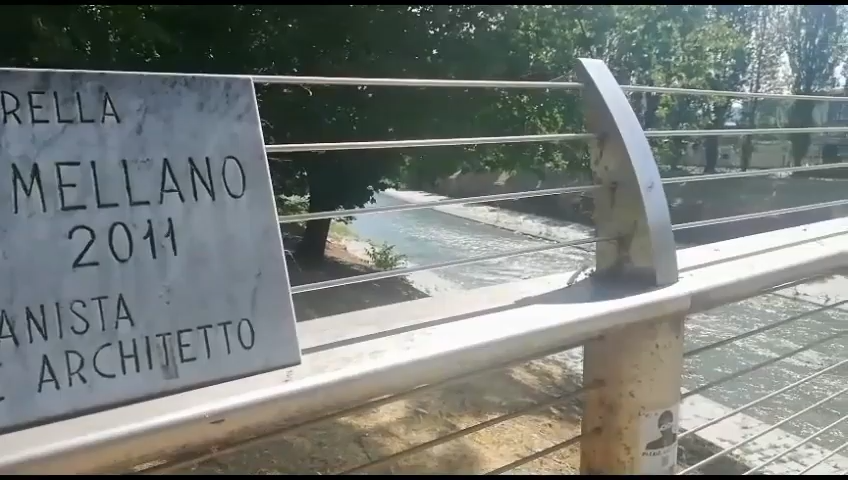 RELLA
MELLANO
2011
ANISTA
ARCHITETTO